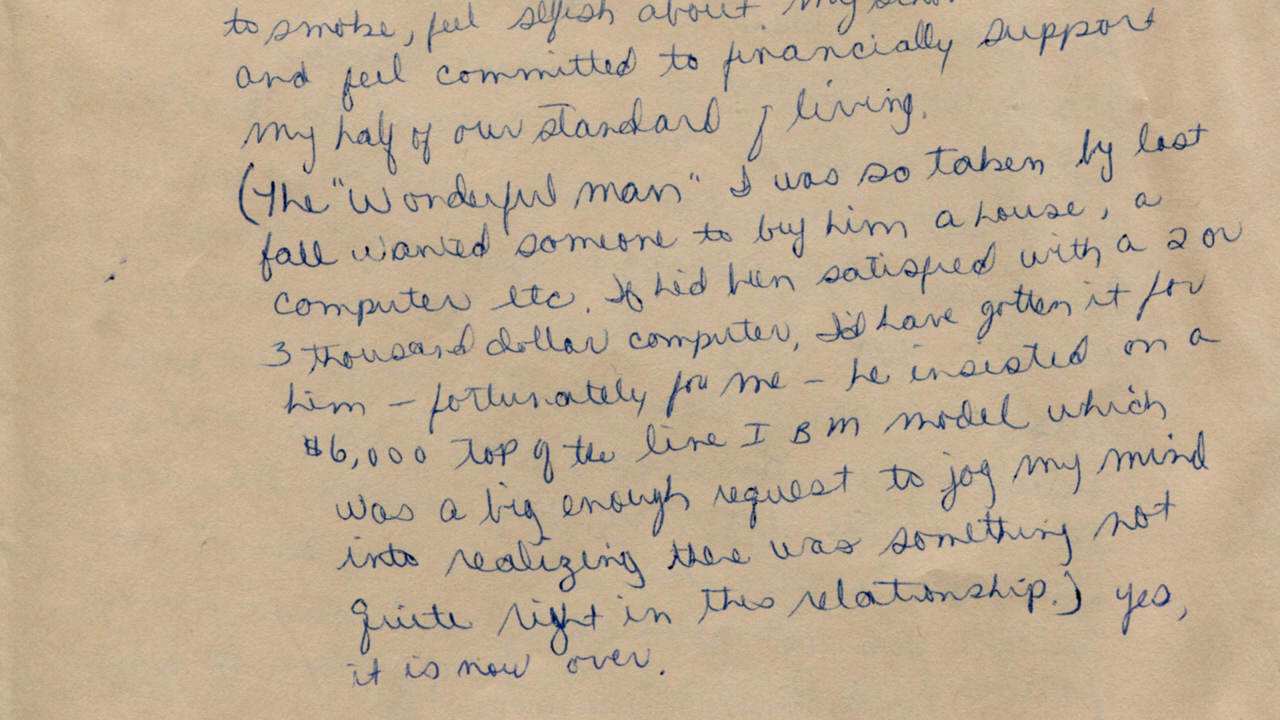 to smoke, feel selfish about my
and feel committed to financially support
my half of our standard of living.
(The "Wonderful man" I was so taken by last
fall wanted someone to buy him a house, a
computer etc. If hed been satisfied with a 2 or
3 thousand dollar computer, I'd have gotten it for
him – fortunately for me – he insisted on a
$6,000 top of the line IBM model which
was a big enough request to jog my mind
into realizing there was something not
quite right in this relationship.) yes,
it is now over.